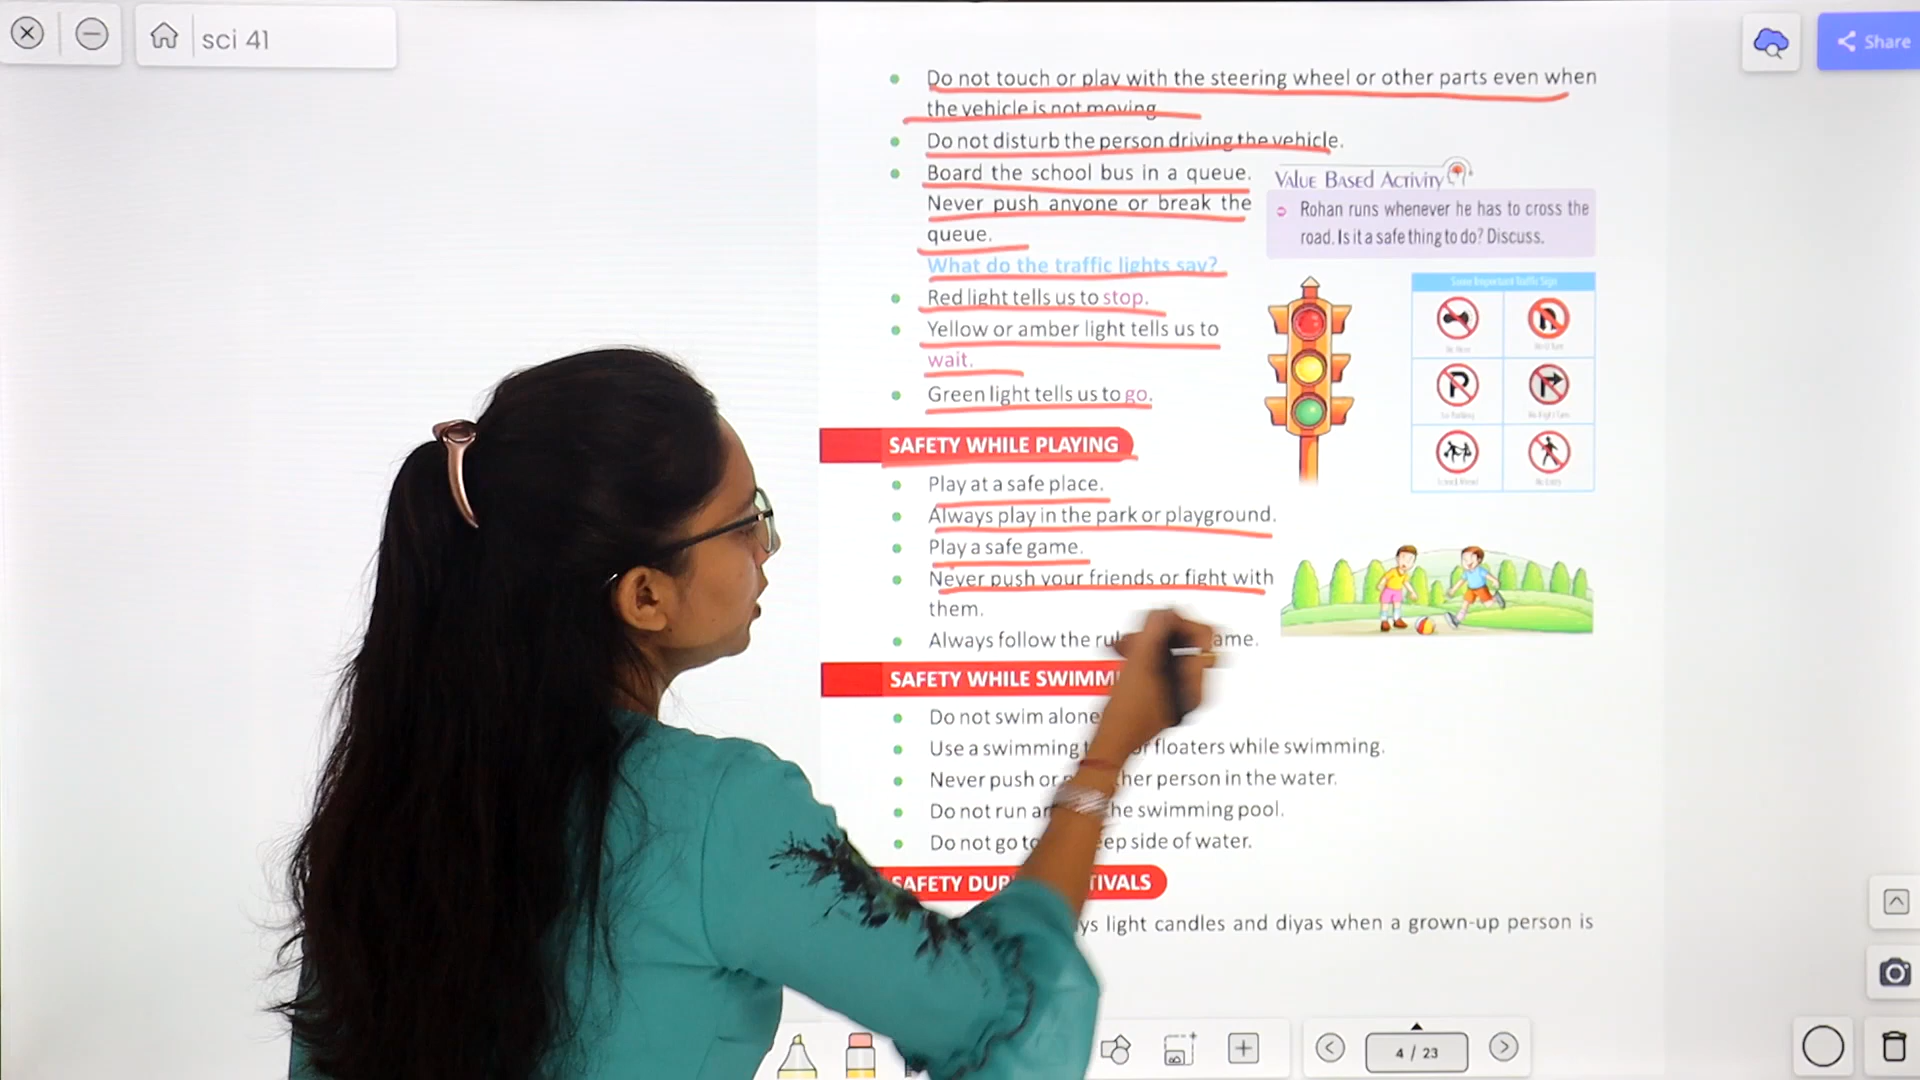 sci 41
Share
Do not touch or play with the steering wheel or other parts even when
the vehicle is not moving
Do not disturb the person driving the vehicle.
Board the school bus in a queue.
Never push anyone or break the
queue.
VALUE BASED ACTIVITY
Rohan runs whenever he has to cross the
road. Is it a safe thing to do? Discuss.
What do the traffic lights say?
Red light tells us to stop.
Yellow or amber light tells us to
wait.
Green light tells us to go.
Some Important Traffic Sign
SAFETY WHILE PLAYING
Play at a safe place.
Always play in the park or playground.
Play a safe game.
Never push your friends or fight with
them.
Always follow the ame.
SAFETY WHILE SWIMM
Do not swim alone
Use a swimming floaters while swimming.
Never push or person in the water.
Do not run swimming pool.
Do not go to side of water.
SAFETY TIVALS
light candles and diyas when a grown-up person is
4 / 23